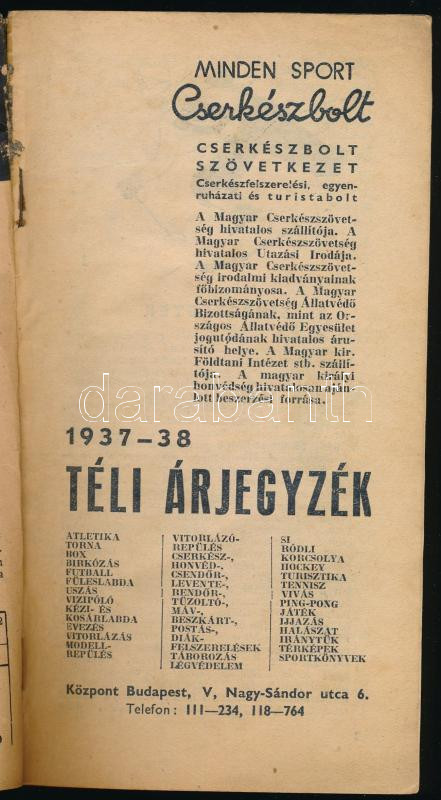 MINDEN SPORT
Cserkészbolt
CSERKÉSZBOLT
SZÖVETKEZET
Cserkészfelszerelési, egyen-
ruházati és turistabolt
A Magyar Cserkészszövet-
ség hivatalos szállítója. A
Magyar Cserkészszövetség
hivatalos Utazási Irodája.
A Magyar Cserkészszövet-
ség irodalmi kiadványainak
főbizományosa. A Magyar
Cserkészszövetség Állatvédő
Bizottságának, mint az Or-
szágos Állatvédő Egyesület
jogutódának hivatalos áru-
sító helye. A Magyar kir.
Földtani Intézet stb. szállí-
tója. A magyar királyi
honvédség hivatalosan aján-
lott beszerzési forrása.
darabanth
1937–38
TÉLI ÁRJEGYZÉK
ATLETIKA
TORNA
BOX
BIRKÓZÁS
FUTBALL
FÜLESLABDA
USZÁS
VIZIPÓLÓ
KÉZI- ÉS
KOSÁRLABDA
EVEZÉS
VITORLÁZÁS
MODELL-
REPÜLÉS
VITORLÁZÓ-
REPÜLÉS
CSERKÉSZ-,
HONVÉD-,
CSENDŐR-,
LEVENTE-,
RENDŐR-,
TŰZOLTÓ-,
MÁV-,
BESZKÁRT-,
POSTÁS-,
DIÁK-
FELSZERELÉSEK
TÁBOROZÁS
LÉGVÉDELEM
SI
RÓDLI
KORCSOLYA
HOCKEY
TURISZTIKA
TENNISZ
VIVÁS
PING-PONG
JÁTÉK
IJJAZÁS
HALÁSZAT
IRÁNYTŰK
TÉRKÉPEK
SPORTKÖNYVEK
Központ Budapest, V, Nagy-Sándor utca 6.
Telefon: 111—234, 118—764